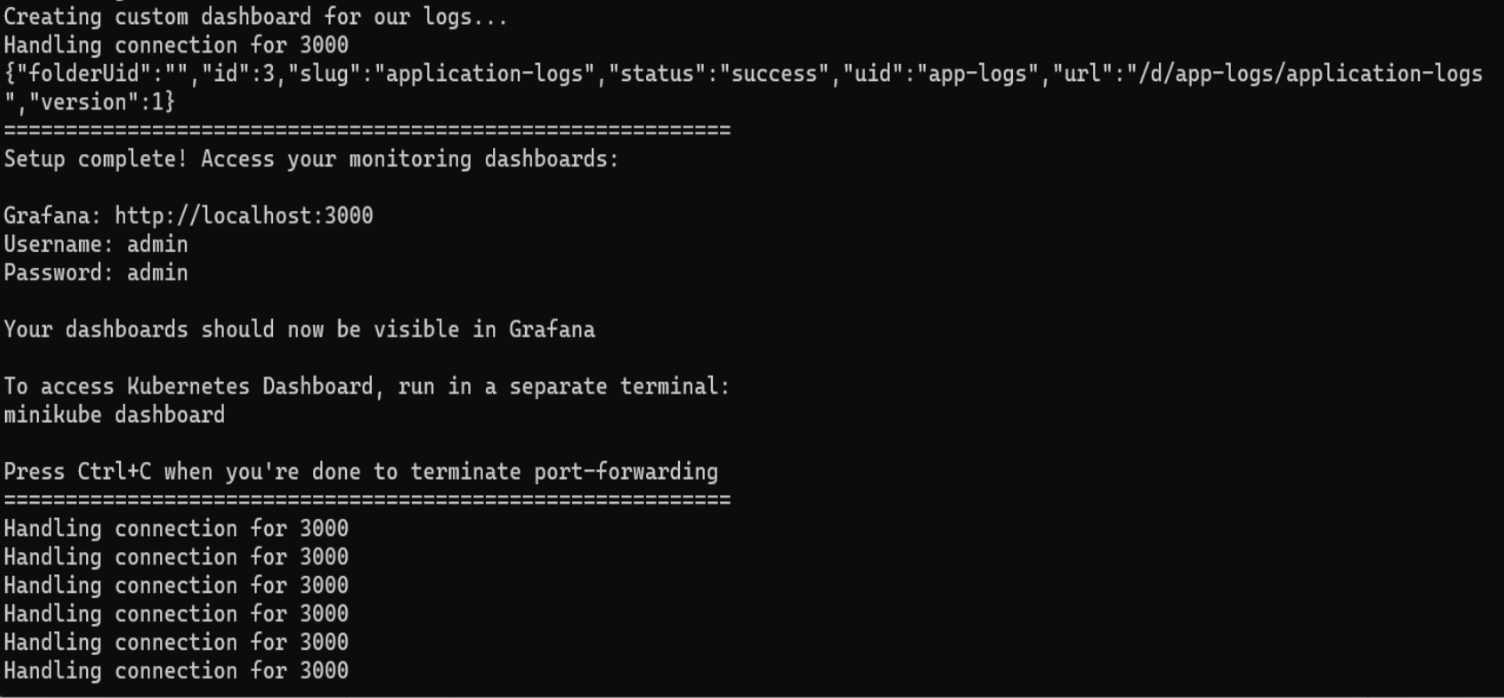 Creating custom dashboard for our logs...
Handling connection for 3000
{"folderUid":"","id":3,"slug":"application-logs","status":"success","uid":"app-logs","url":"/d/app-logs/application-logs
","version":1}
===========================================================
Setup complete! Access your monitoring dashboards:
Grafana: http://localhost:3000
Username: admin
Password: admin
Your dashboards should now be visible in Grafana
To access Kubernetes Dashboard, run in a separate terminal:
minikube dashboard
Press Ctrl+C when you're done to terminate port-forwarding
===========================================================
Handling connection for 3000
Handling connection for 3000
Handling connection for 3000
Handling connection for 3000
Handling connection for 3000
Handling connection for 3000